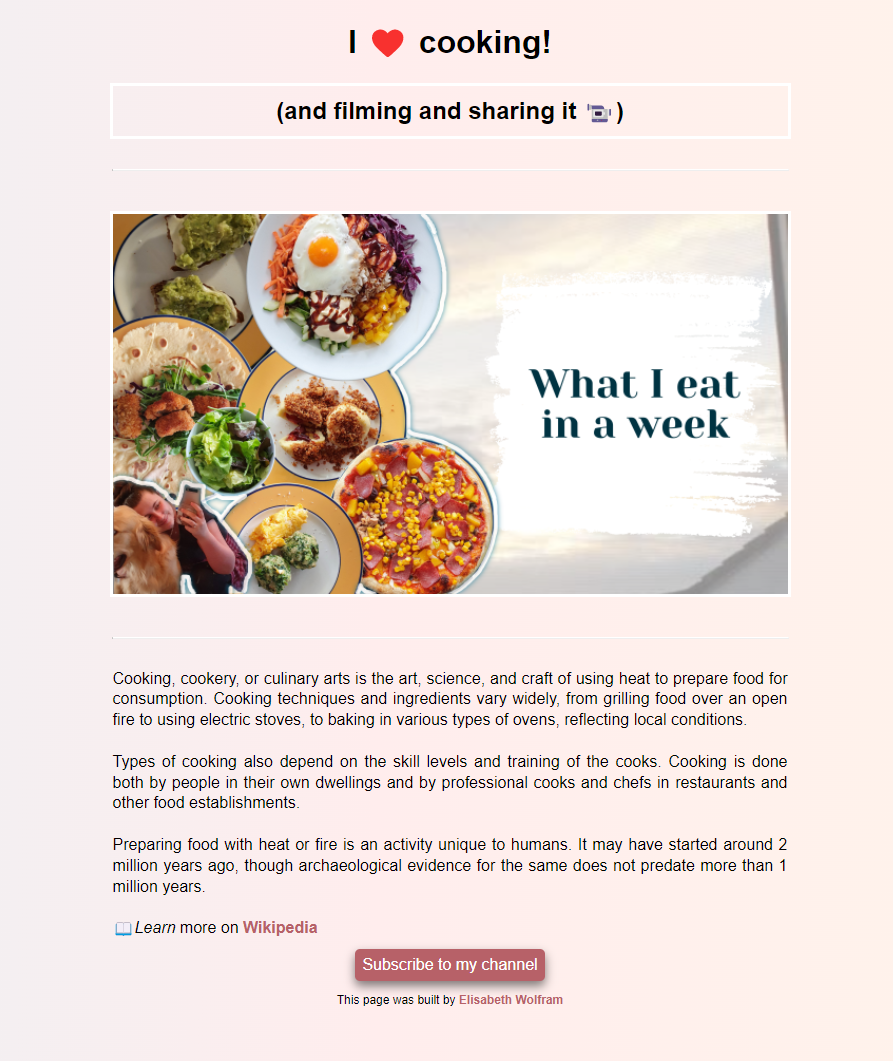 I ❤ cooking!
(and filming and sharing it 📹)
What I eat
in a week
Cooking, cookery, or culinary arts is the art, science, and craft of using heat to prepare food for
consumption. Cooking techniques and ingredients vary widely, from grilling food over an open
fire to using electric stoves, to baking in various types of ovens, reflecting local conditions.
Types of cooking also depend on the skill levels and training of the cooks. Cooking is done
both by people in their own dwellings and by professional cooks and chefs in restaurants and
other food establishments.
Preparing food with heat or fire is an activity unique to humans. It may have started around 2
million years ago, though archaeological evidence for the same does not predate more than 1
million years.
📖Learn more on Wikipedia
Subscribe to my channel
This page was built by Elisabeth Wolfram